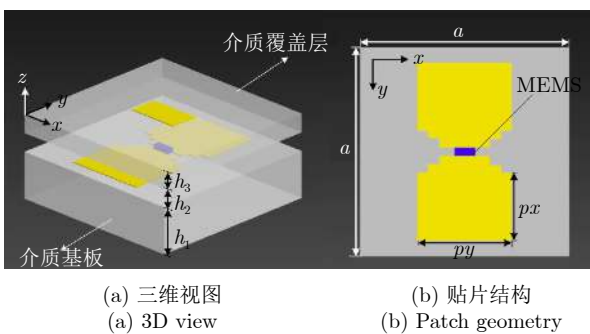 介质覆盖层
z
y
x
h3
h2
h1
介质基板
a
x
y
MEMS
a
px
py
(a) 三维视图
(a) 3D view
(b) 贴片结构
(b) Patch geometry